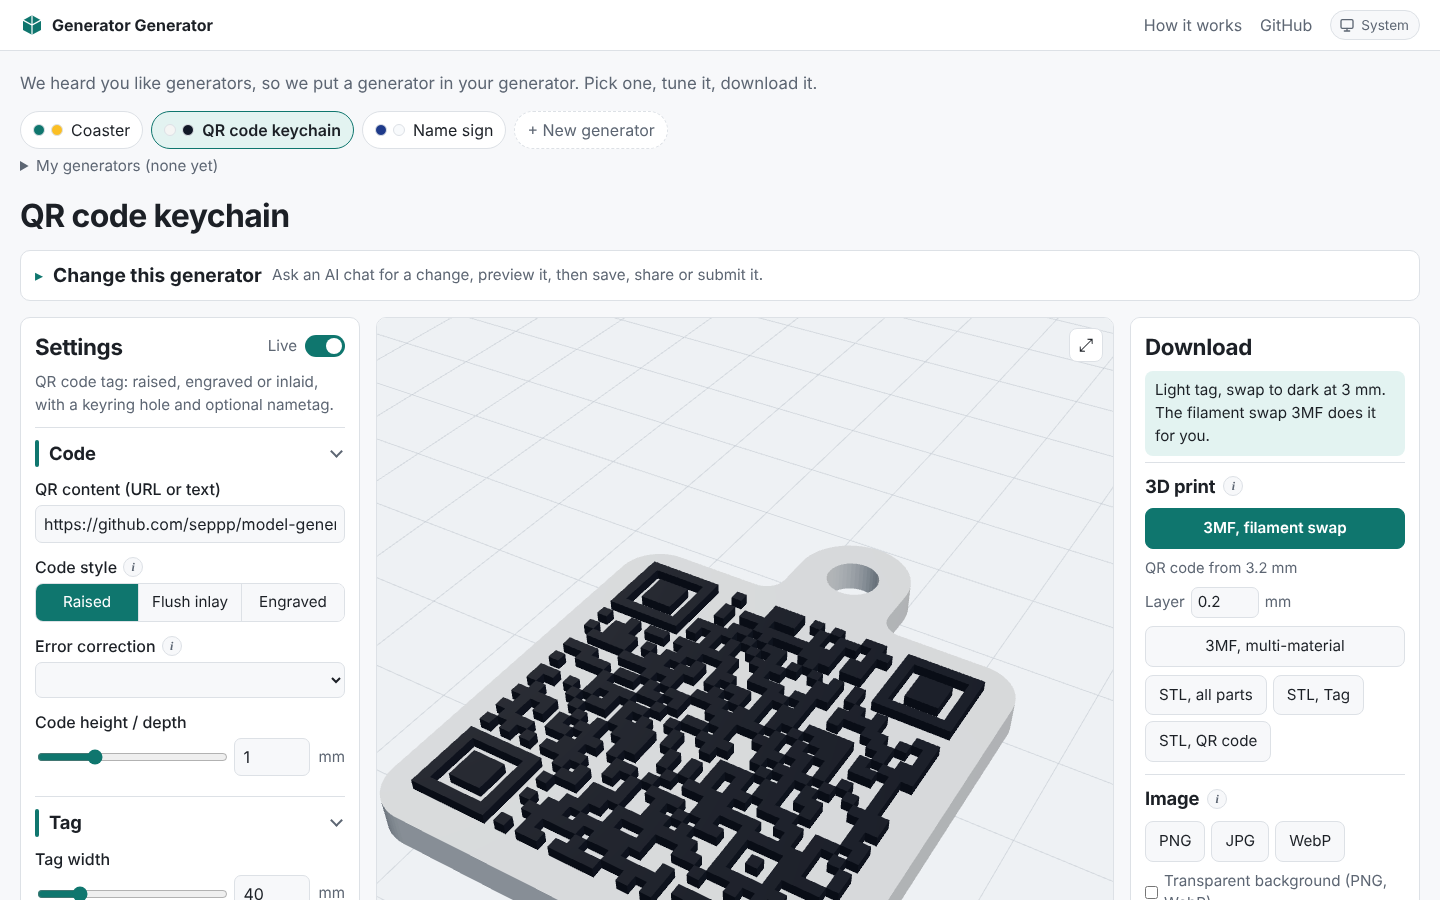 Generator Generator
How it works
GitHub
System
We heard you like generators, so we put a generator in your generator. Pick one, tune it, download it.
Coaster
QR code keychain
Name sign
+ New generator
My generators (none yet)
QR code keychain
Change this generator
Ask an AI chat for a change, preview it, then save, share or submit it.
Settings
Live
QR code tag: raised, engraved or inlaid,
with a keyring hole and optional nametag.
Code
QR content (URL or text)
https://github.com/seppp/model-gener
Code style i
Raised
Flush inlay
Engraved
Error correction i
Code height / depth
1 mm
Tag
Tag width
40 mm
Download
Light tag, swap to dark at 3 mm.
The filament swap 3MF does it
for you.
3D print i
3MF, filament swap
QR code from 3.2 mm
Layer 0.2 mm
3MF, multi-material
STL, all parts
STL, Tag
STL, QR code
Image i
PNG
JPG
WebP
Transparent background (PNG,
WebP)